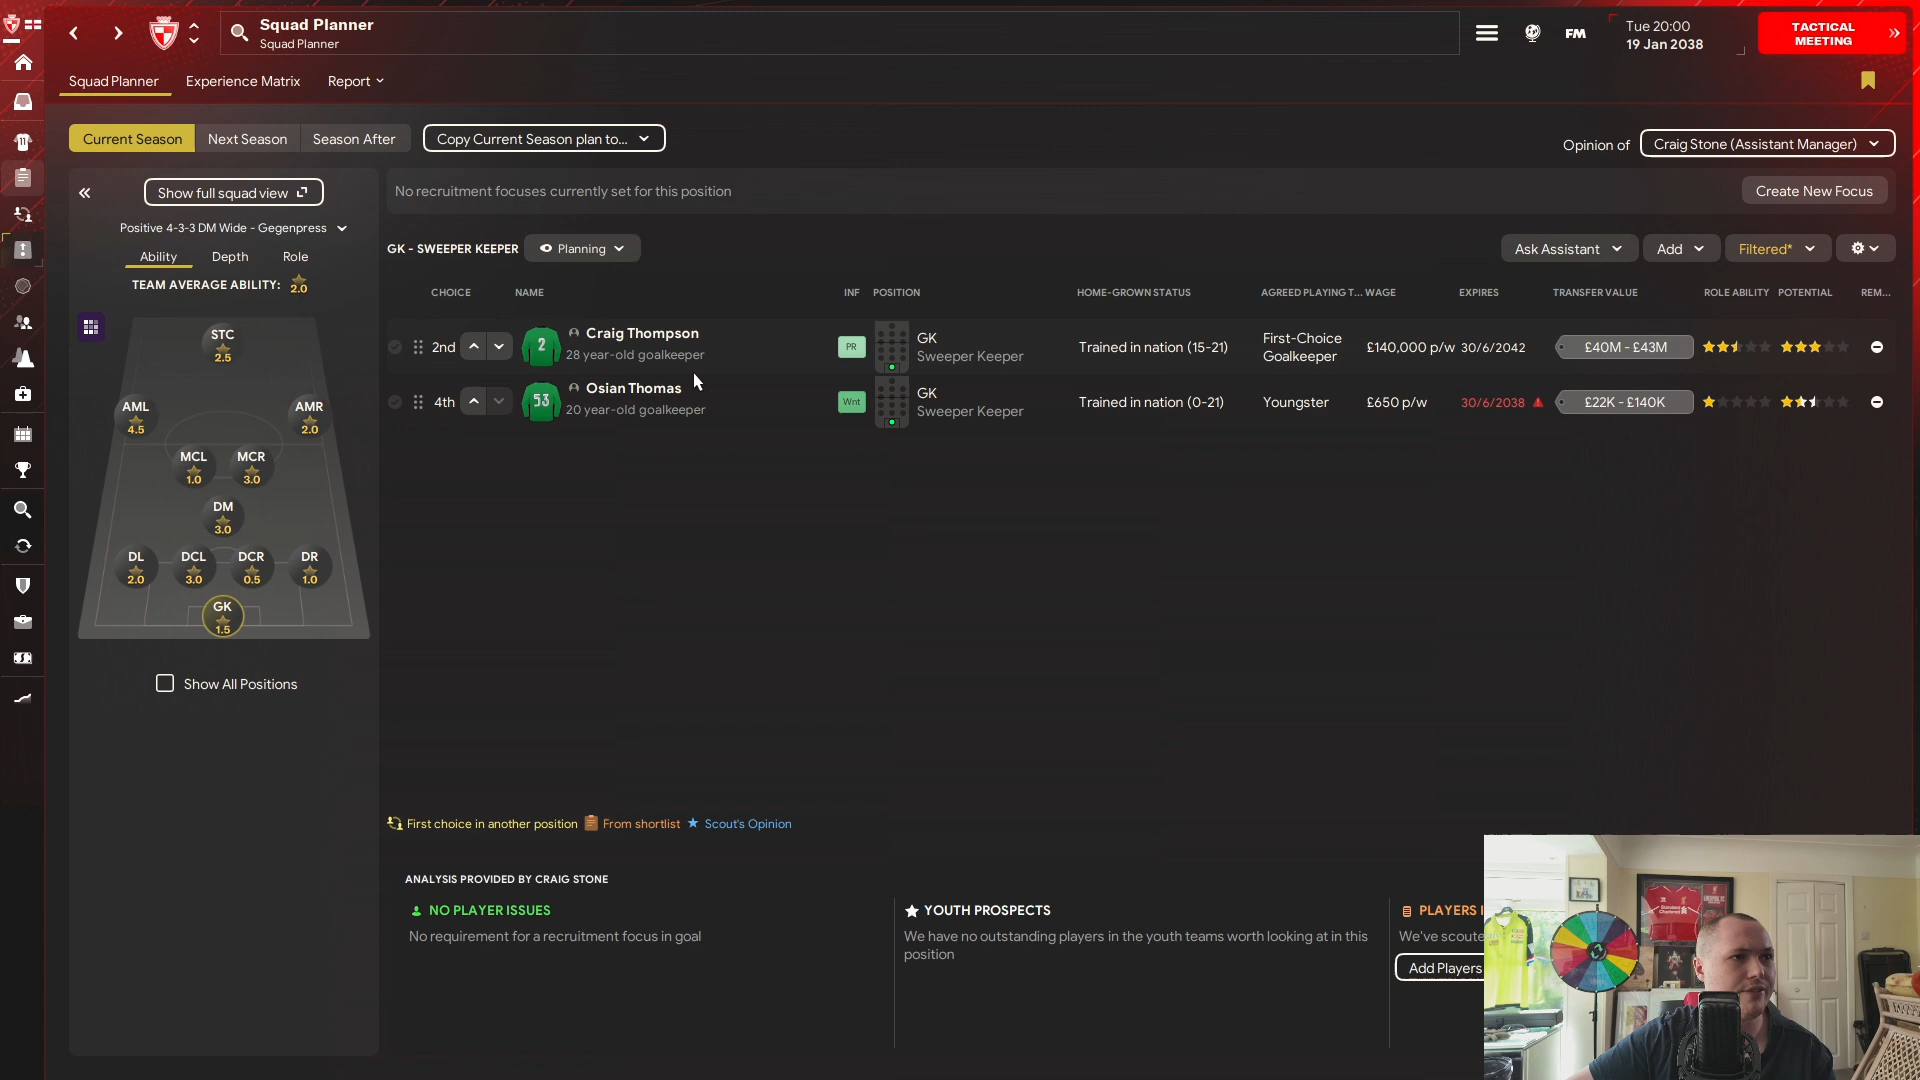 Squad Planner
Squad Planner
FM
Tue 20:00
19 Jan 2038
TACTICAL
MEETING
Squad Planner
Experience Matrix
Report
Current Season
Next Season
Season After
Copy Current Season plan to...
Opinion of
Craig Stone (Assistant Manager)
Show full squad view
No recruitment focuses currently set for this position
Create New Focus
Positive 4-3-3 DM Wide - Gegenpress
Ability
Depth
Role
TEAM AVERAGE ABILITY: 2.0
GK - SWEEPER KEEPER
Planning
Ask Assistant
Add
Filtered*
CHOICE NAME INF POSITION HOME-GROWN STATUS AGREED PLAYING T... WAGE EXPIRES TRANSFER VALUE ROLE ABILITY POTENTIAL REM...
2nd 2 Craig Thompson
28 year-old goalkeeper
PR
GK
Sweeper Keeper
Trained in nation (15-21)
First-Choice
Goalkeeper
£140,000 p/w
30/6/2042
£40M - £43M
4th 53 Osian Thomas
20 year-old goalkeeper
Wnt
GK
Sweeper Keeper
Trained in nation (0-21)
Youngster
£650 p/w
30/6/2038
£22K - £140K
STC
2.5
AML
4.5
AMR
2.0
MCL
1.0
MCR
3.0
DM
3.0
DL
2.0
DCL
3.0
DCR
0.5
DR
1.0
GK
1.5
Show All Positions
First choice in another position
From shortlist
Scout's Opinion
ANALYSIS PROVIDED BY CRAIG STONE
NO PLAYER ISSUES
No requirement for a recruitment focus in goal
YOUTH PROSPECTS
We have no outstanding players in the youth teams worth looking at in this
position
PLAYERS
We've scoute
Add Players